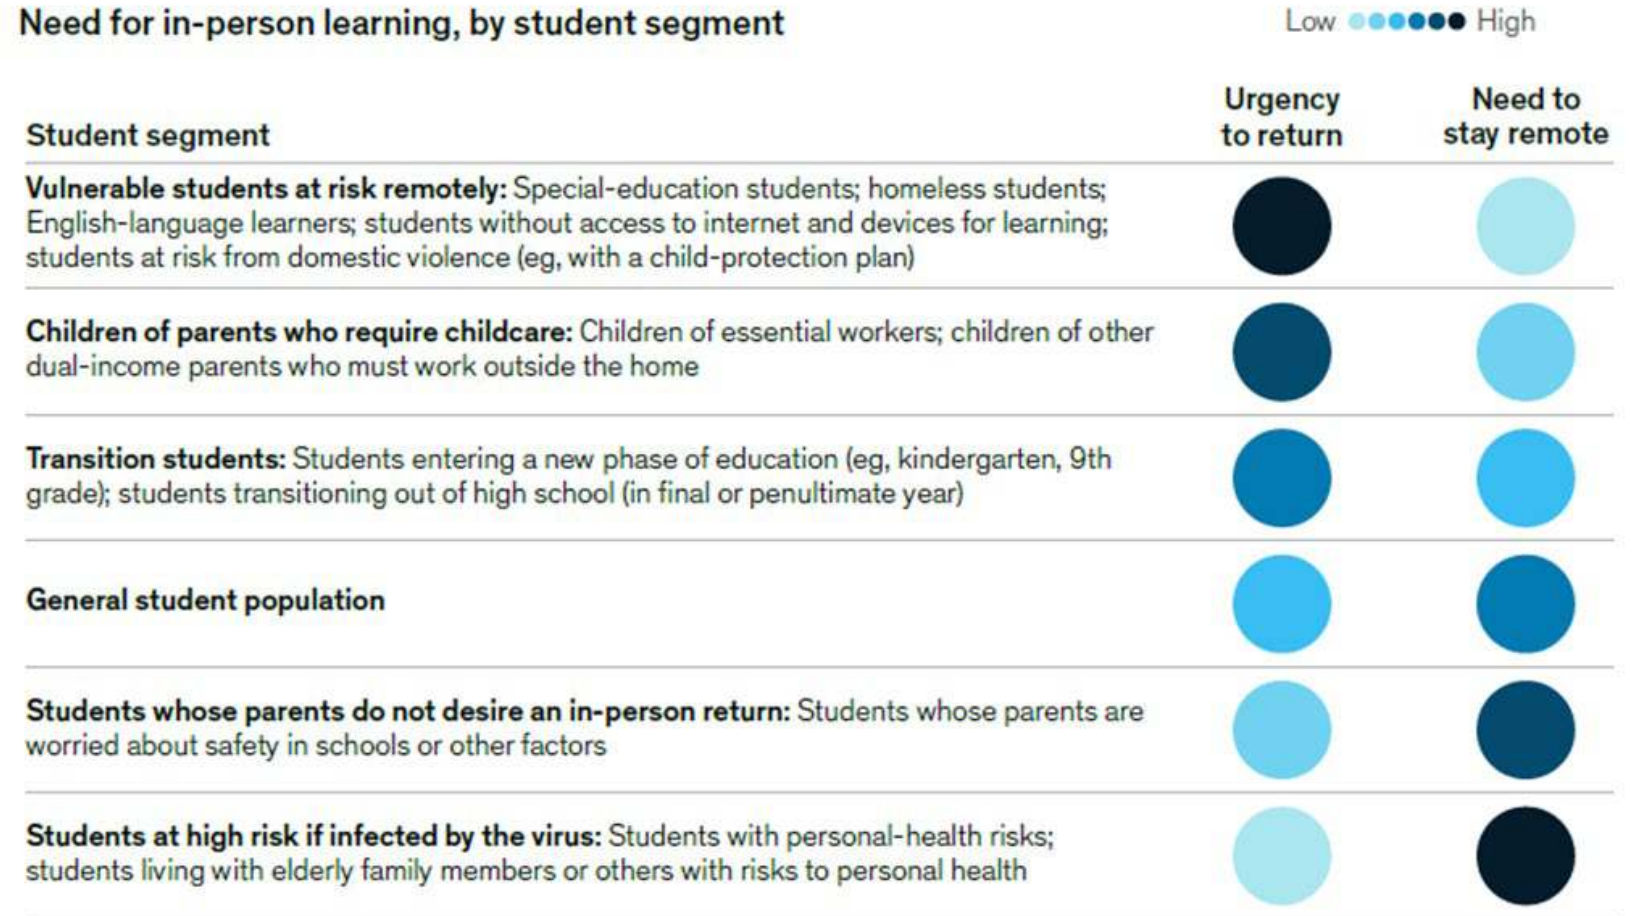 Need for in-person learning, by student segment
Low High
Student segment
Urgency to return
Need to stay remote
Vulnerable students at risk remotely: Special-education students; homeless students;
English-language learners; students without access to internet and devices for learning;
students at risk from domestic violence (eg, with a child-protection plan)
Children of parents who require childcare: Children of essential workers; children of other
dual-income parents who must work outside the home
Transition students: Students entering a new phase of education (eg, kindergarten, 9th
grade); students transitioning out of high school (in final or penultimate year)
General student population
Students whose parents do not desire an in-person return: Students whose parents are
worried about safety in schools or other factors
Students at high risk if infected by the virus: Students with personal-health risks;
students living with elderly family members or others with risks to personal health